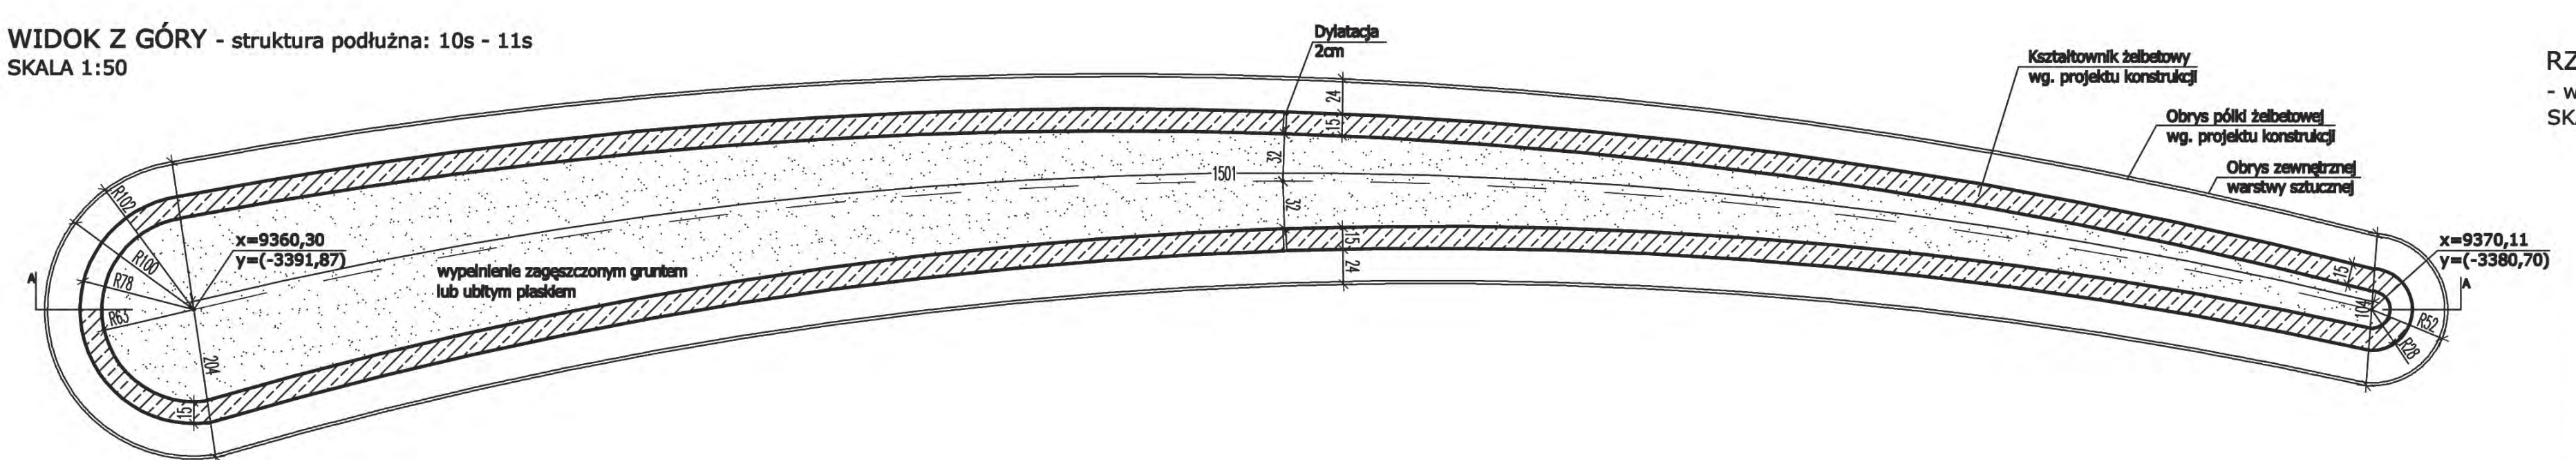 WIDOK Z GÓRY - struktura podłużna: 10s - 11s
SKALA 1:50
Dylatacja
2cm
Kształtownik żelbetowy
wg. projektu konstrukcji
RZ
- w
SKA
Obrys półki żelbetowej
wg. projektu konstrukcji
Obrys zewnętrznej
warstwy sztucznej
24
15
32
1501
32
15
24
R102
R100
R78
R63
x=9360,30
y=(-3391,87)
wypełnienie zagęszczonym gruntem
lub ubitym piaskiem
x=9370,11
y=(-3380,70)
A
A
15
104
R52
R28
204
15